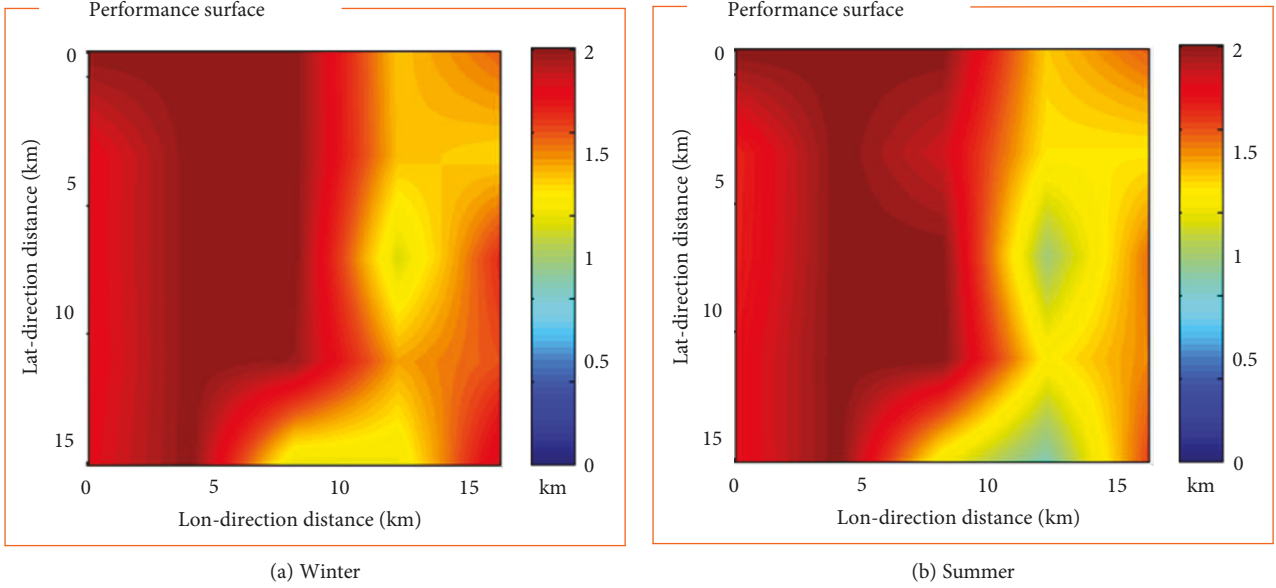 Performance surface
0
5
10
15
Lat-direction distance (km)
0
5
10
15
Lon-direction distance (km)
2
1.5
1
0.5
0
km
(a) Winter
Performance surface
0
5
10
15
Lat-direction distance (km)
0
5
10
15
Lon-direction distance (km)
2
1.5
1
0.5
0
km
(b) Summer